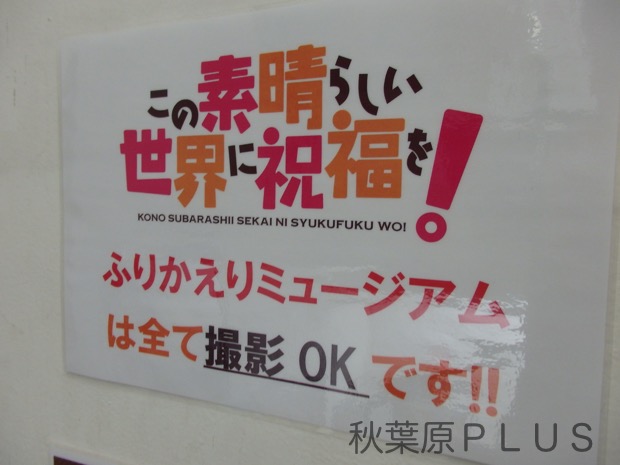 この素晴らしい
世界に祝福を!
KONO SUBARASHII SEKAI NI SYUKUFUKU WO!
ふりかえりミュージアム
は全て撮影 OK です!!
秋葉原PLUS